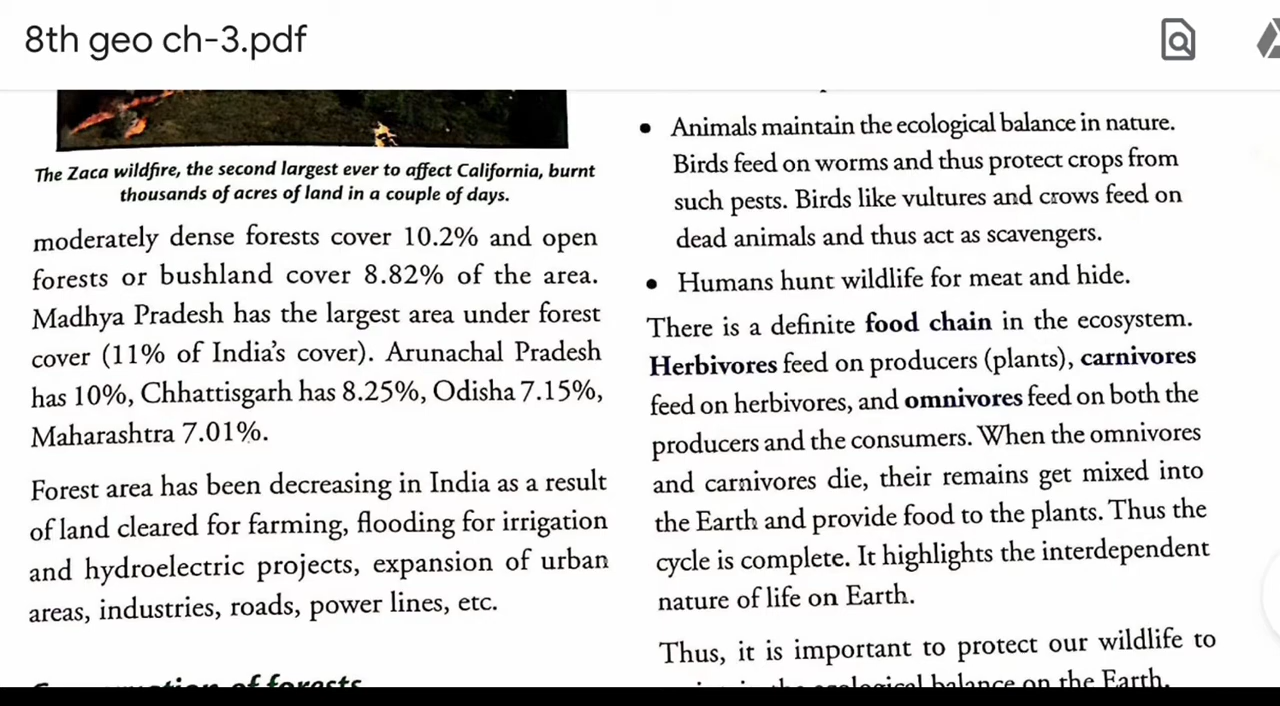 8th geo ch-3.pdf
The Zaca wildfire, the second largest ever to affect California, burnt
thousands of acres of land in a couple of days.
moderately dense forests cover 10.2% and open
forests or bushland cover 8.82% of the area.
Madhya Pradesh has the largest area under forest
cover (11% of India's cover). Arunachal Pradesh
has 10%, Chhattisgarh has 8.25%, Odisha 7.15%,
Maharashtra 7.01%.
Forest area has been decreasing in India as a result
of land cleared for farming, flooding for irrigation
and hydroelectric projects, expansion of urban
areas, industries, roads, power lines, etc.
of forests
• Animals maintain the ecological balance in nature.
Birds feed on worms and thus protect crops from
such pests. Birds like vultures and crows feed on
dead animals and thus act as scavengers.
• Humans hunt wildlife for meat and hide.
There is a definite food chain in the ecosystem.
Herbivores feed on producers (plants), carnivores
feed on herbivores, and omnivores feed on both the
producers and the consumers. When the omnivores
and carnivores die, their remains get mixed into
the Earth and provide food to the plants. Thus the
cycle is complete. It highlights the interdependent
nature of life on Earth.
Thus, it is important to protect our wildlife to
the ecological balance on the Earth.